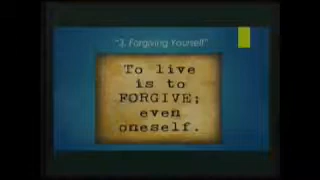 "3. Forgiving Yourself"
To live
is to
FORGIVE;
even
oneself.